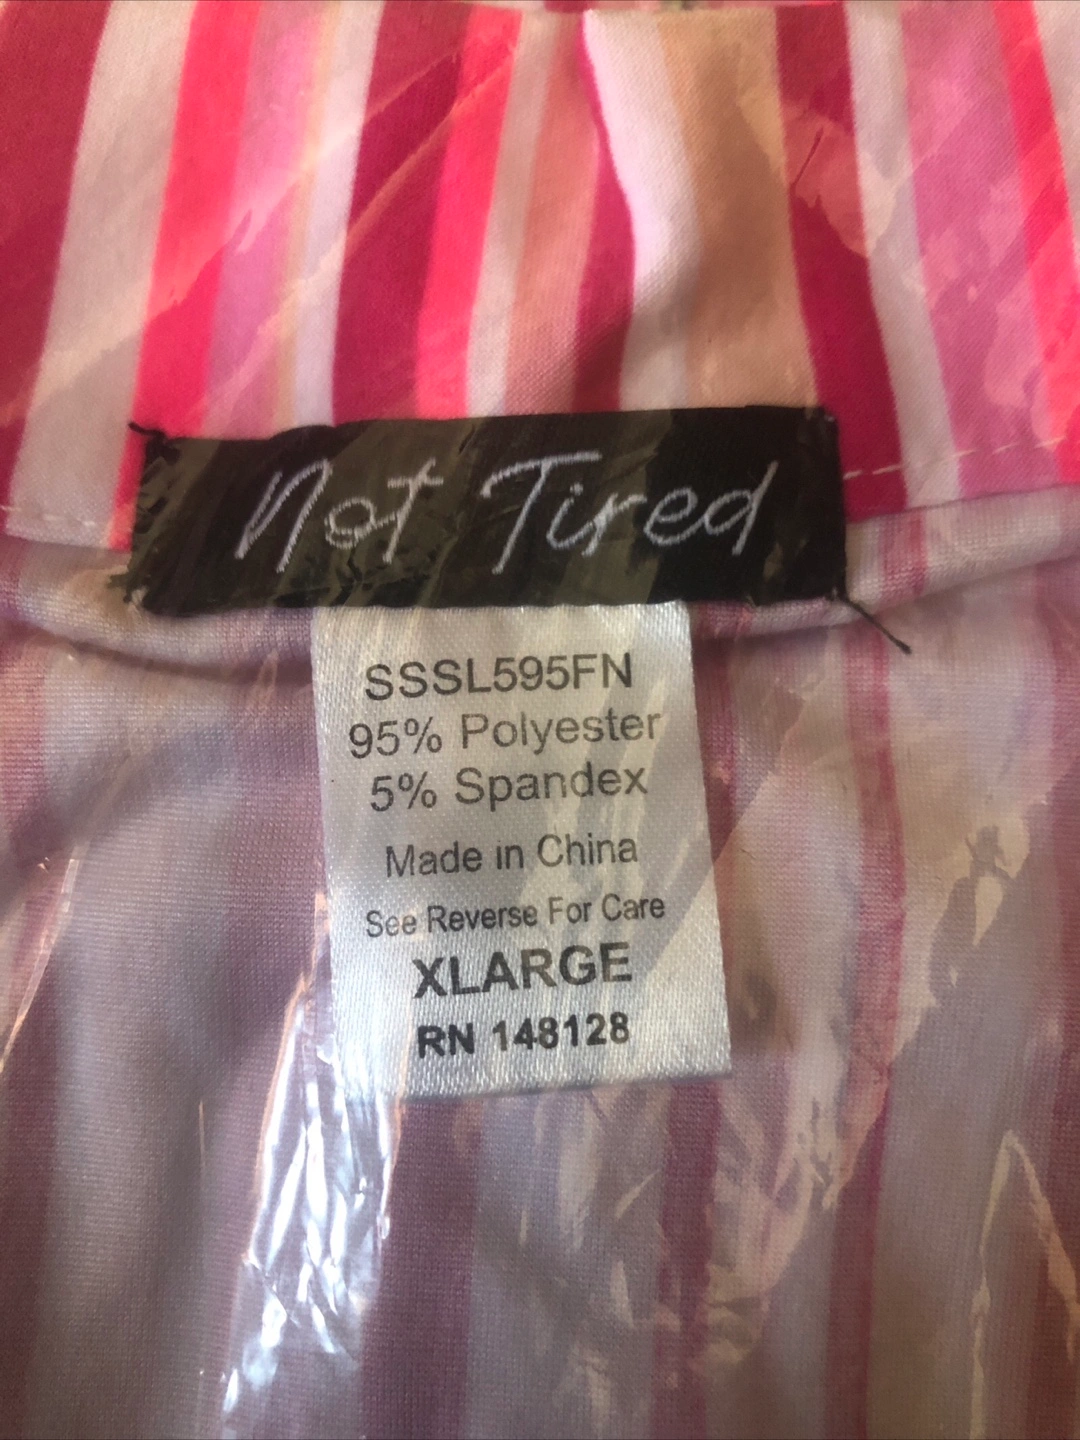 Not Tired
SSSL595FN
95% Polyester
5% Spandex
Made in China
See Reverse For Care
XLARGE
RN 148128